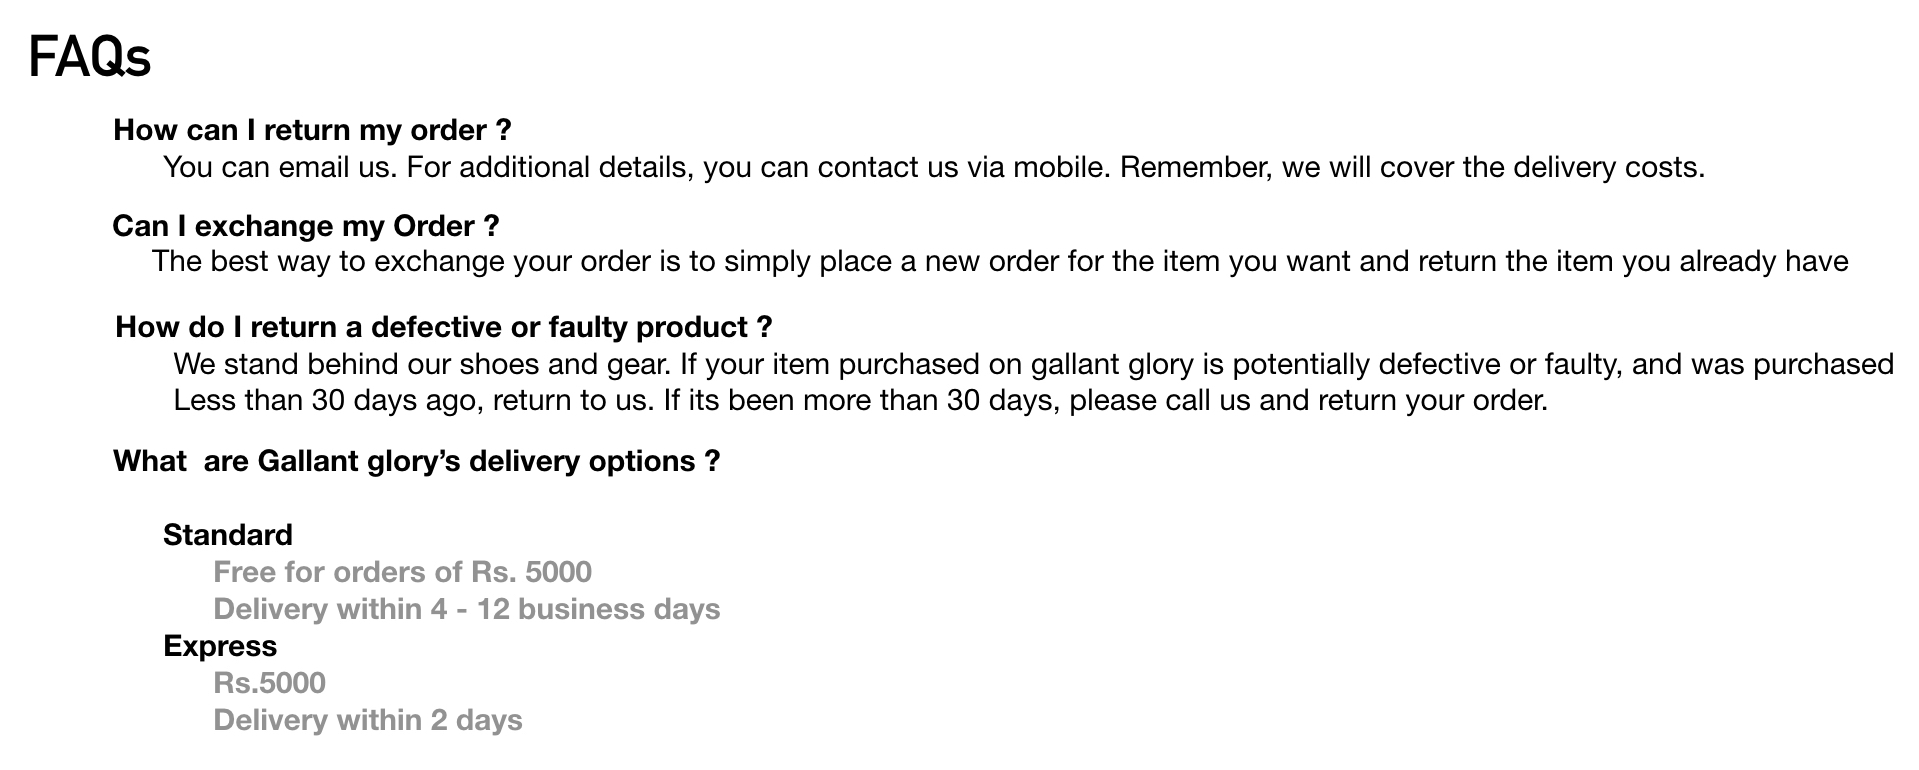 FAQs
How can I return my order ?
You can email us. For additional details, you can contact us via mobile. Remember, we will cover the delivery costs.
Can I exchange my Order ?
The best way to exchange your order is to simply place a new order for the item you want and return the item you already have
How do I return a defective or faulty product ?
We stand behind our shoes and gear. If your item purchased on gallant glory is potentially defective or faulty, and was purchased
Less than 30 days ago, return to us. If its been more than 30 days, please call us and return your order.
What  are Gallant glory’s delivery options ?
Standard
Free for orders of Rs. 5000
Delivery within 4 - 12 business days
Express
Rs.5000
Delivery within 2 days